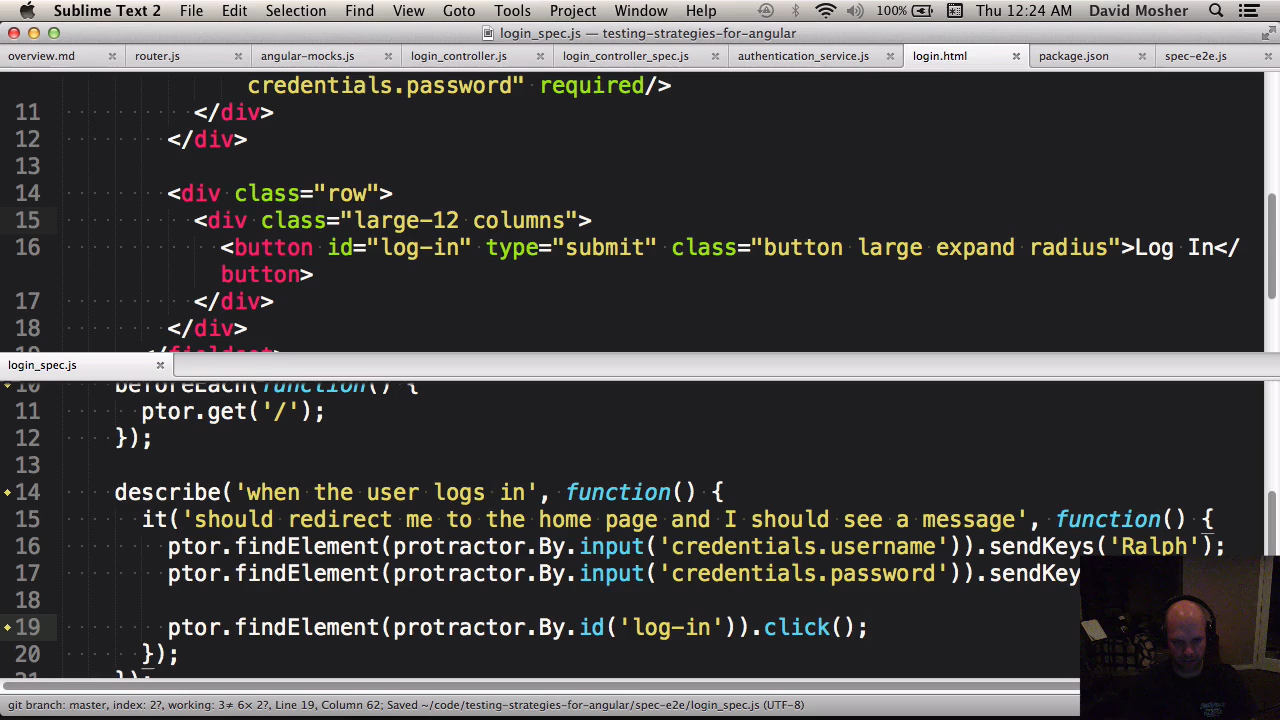 Sublime Text 2 File Edit Selection Find View Goto Tools Project Window Help 100% Thu 12:24 AM David Mosher
login_spec.js — testing-strategies-for-angular
overview.md router.js angular-mocks.js login_controller.js login_controller_spec.js authentication_service.js login.html package.json spec-e2e.js
credentials.password" required/>
11 </div>
12 </div>
13
14 <div class="row">
15 <div class="large-12 columns">
16 <button id="log-in" type="submit" class="button large expand radius">Log In</
button>
17 </div>
18 </div>
19 </fieldset>
login_spec.js
10 beforeEach(function() {
11 ptor.get('/');
12 });
13
14 describe('when the user logs in', function() {
15 it('should redirect me to the home page and I should see a message', function() {
16 ptor.findElement(protractor.By.input('credentials.username')).sendKeys('Ralph');
17 ptor.findElement(protractor.By.input('credentials.password')).sendKey
18
19 ptor.findElement(protractor.By.id('log-in')).click();
20 });
21 });
git branch: master, index: 2?, working: 3≠ 6× 2?, Line 19, Column 62; Saved ~/code/testing-strategies-for-angular/spec-e2e/login_spec.js (UTF-8)